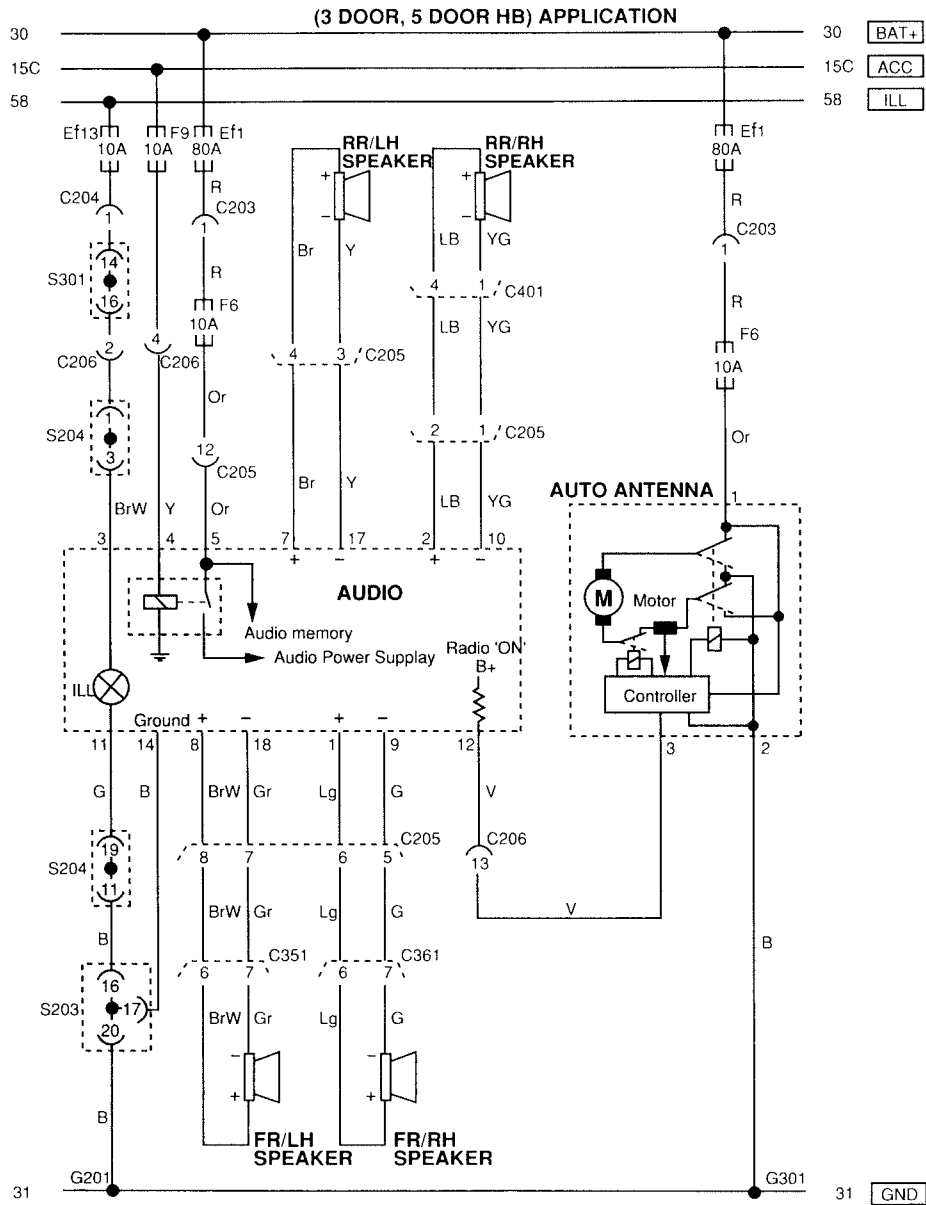 (3 DOOR, 5 DOOR HB) APPLICATION
30 30 BAT+
15C 15C ACC
58 58 ILL
Ef13 F9 Ef1 Ef1
10A 10A 80A 80A
RR/LH SPEAKER
RR/RH SPEAKER
+ +
− −
R R
C204 C203 C203
1 1 1
Br Y LB YG
14
S301
16
R R
4 1 C401
F6 F6
10A 10A
LB YG
2 4
C206 C206
4 3 C205
Or Or
1
S204
3
12
C205
2 1 C205
Br Y LB YG
AUTO ANTENNA
1
BrW Y Or
3 4 5 7 17 2 10
+ − + −
AUDIO
M Motor
Audio memory
Audio Power Supplay
Radio 'ON'
B+
ILL
Controller
Ground + − + −
11 14 8 18 1 9 12 3 2
G B BrW Gr Lg G V
C205 C206
19
S204
11
8 7 6 5
13
BrW Gr Lg G V
B B
C351 C361
16
6 7 6 7
S203 17
20
BrW Gr Lg G
− −
+ +
B
FR/LH SPEAKER
FR/RH SPEAKER
G201 G301
31 31 GND